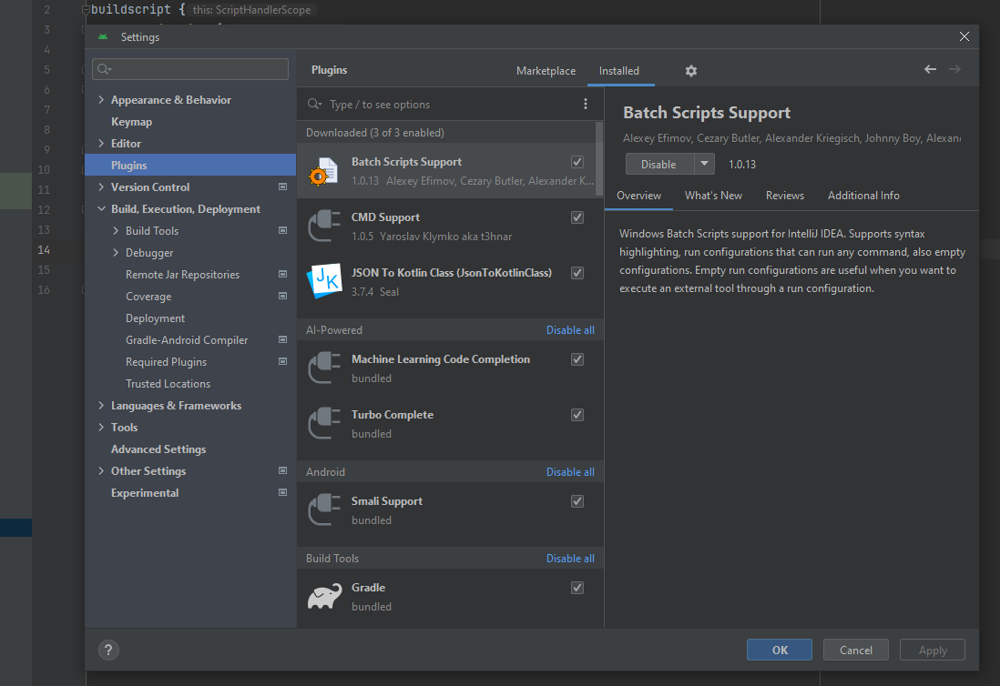 2
buildscript { this: ScriptHandlerScope
3
4
5
6
7
8
9
10
11
12
13
14
15
16
Settings
Appearance & Behavior
Keymap
Editor
Plugins
Version Control
Build, Execution, Deployment
Build Tools
Debugger
Remote Jar Repositories
Coverage
Deployment
Gradle-Android Compiler
Required Plugins
Trusted Locations
Languages & Frameworks
Tools
Advanced Settings
Other Settings
Experimental
Plugins
Marketplace
Installed
Type / to see options
Downloaded (3 of 3 enabled)
Batch Scripts Support
1.0.13 Alexey Efimov, Cezary Butler, Alexander K...
CMD Support
1.0.5 Yaroslav Klymko aka t3hnar
JK
JSON To Kotlin Class (JsonToKotlinClass)
3.7.4 Seal
AI-Powered
Disable all
Machine Learning Code Completion
bundled
Turbo Complete
bundled
Android
Disable all
Smali Support
bundled
Build Tools
Disable all
Gradle
bundled
Batch Scripts Support
Alexey Efimov, Cezary Butler, Alexander Kriegisch, Johnny Boy, Alexan
Disable
1.0.13
Overview
What's New
Reviews
Additional Info
Windows Batch Scripts support for IntelliJ IDEA. Supports syntax
highlighting, run configurations that can run any command, also empty
configurations. Empty run configurations are useful when you want to
execute an external tool through a run configuration.
?
OK
Cancel
Apply